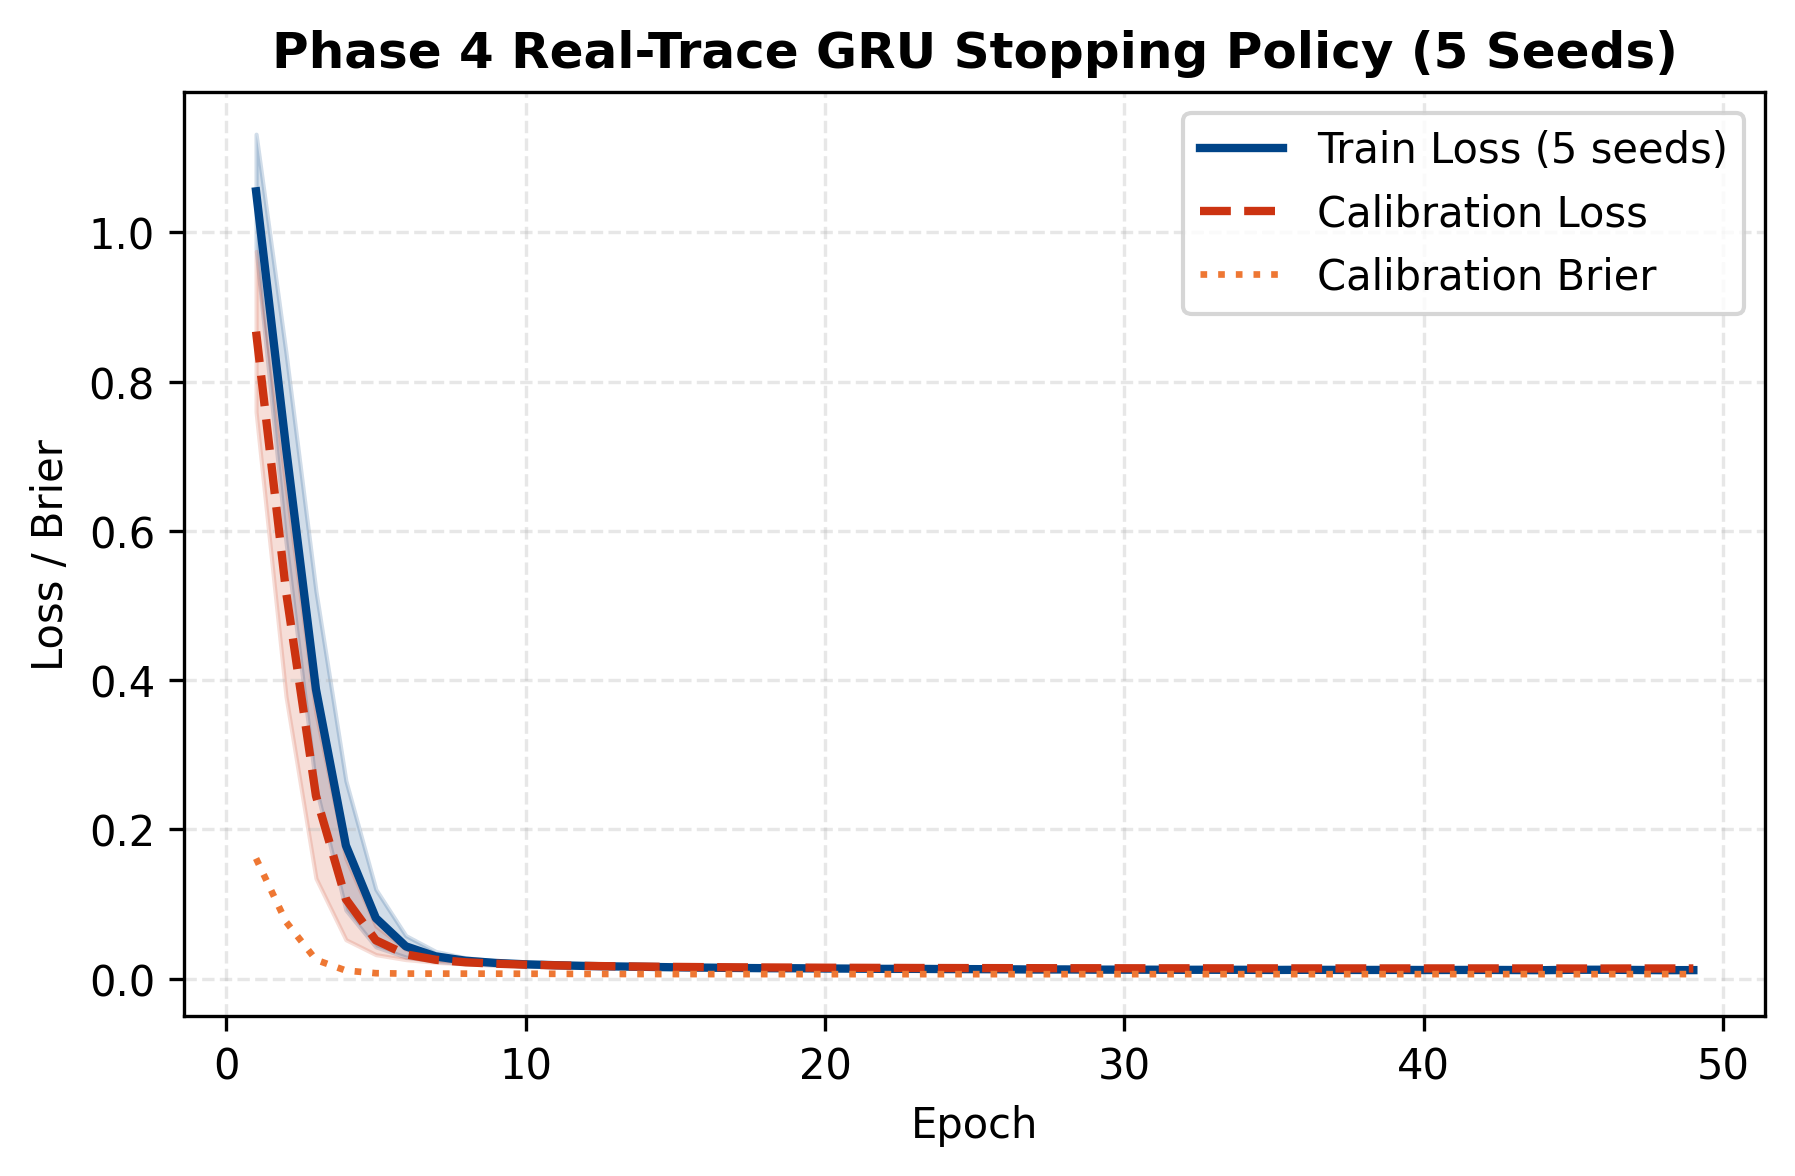 Phase 4 Real-Trace GRU Stopping Policy (5 Seeds)
Train Loss (5 seeds)
Calibration Loss
Calibration Brier
Loss / Brier
1.0
0.8
0.6
0.4
0.2
0.0
0 10 20 30 40 50
Epoch